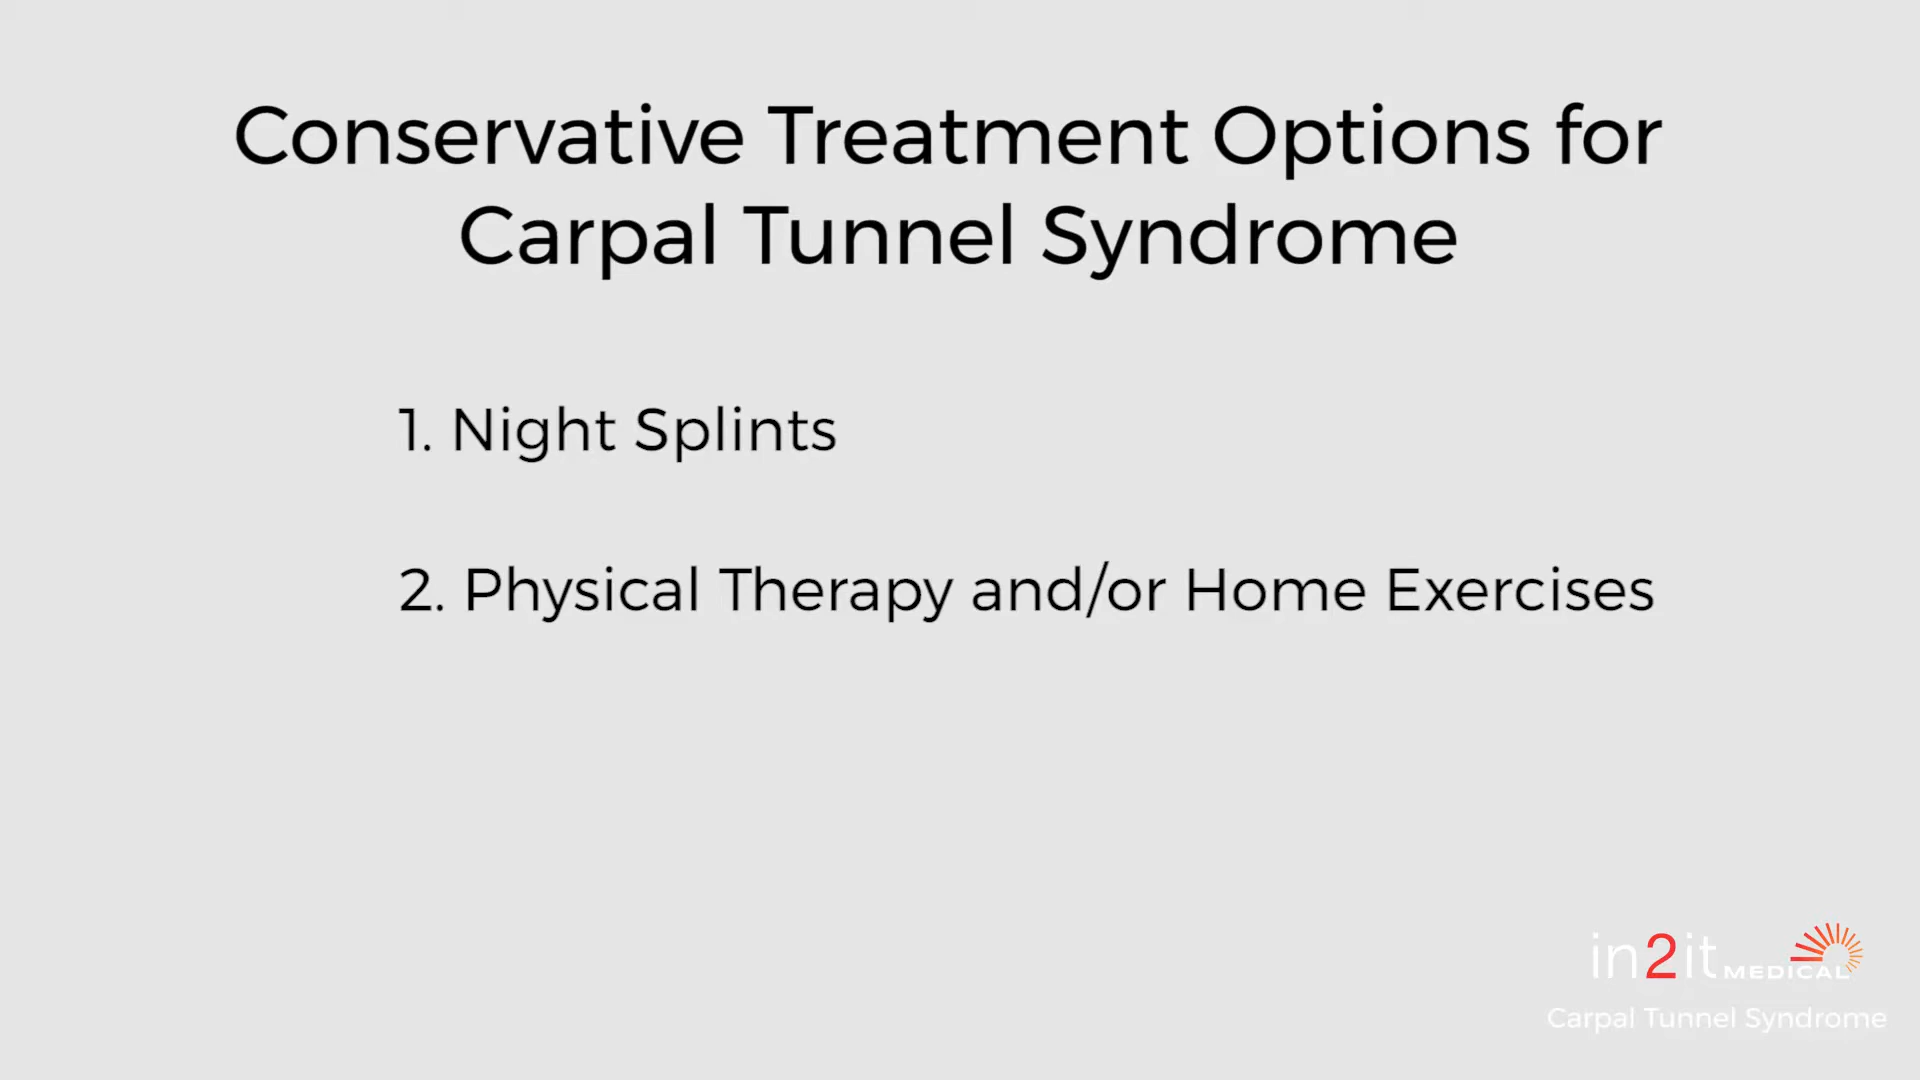 Conservative Treatment Options for
Carpal Tunnel Syndrome
1. Night Splints
2. Physical Therapy and/or Home Exercises
in2it MEDICAL
Carpal Tunnel Syndrome